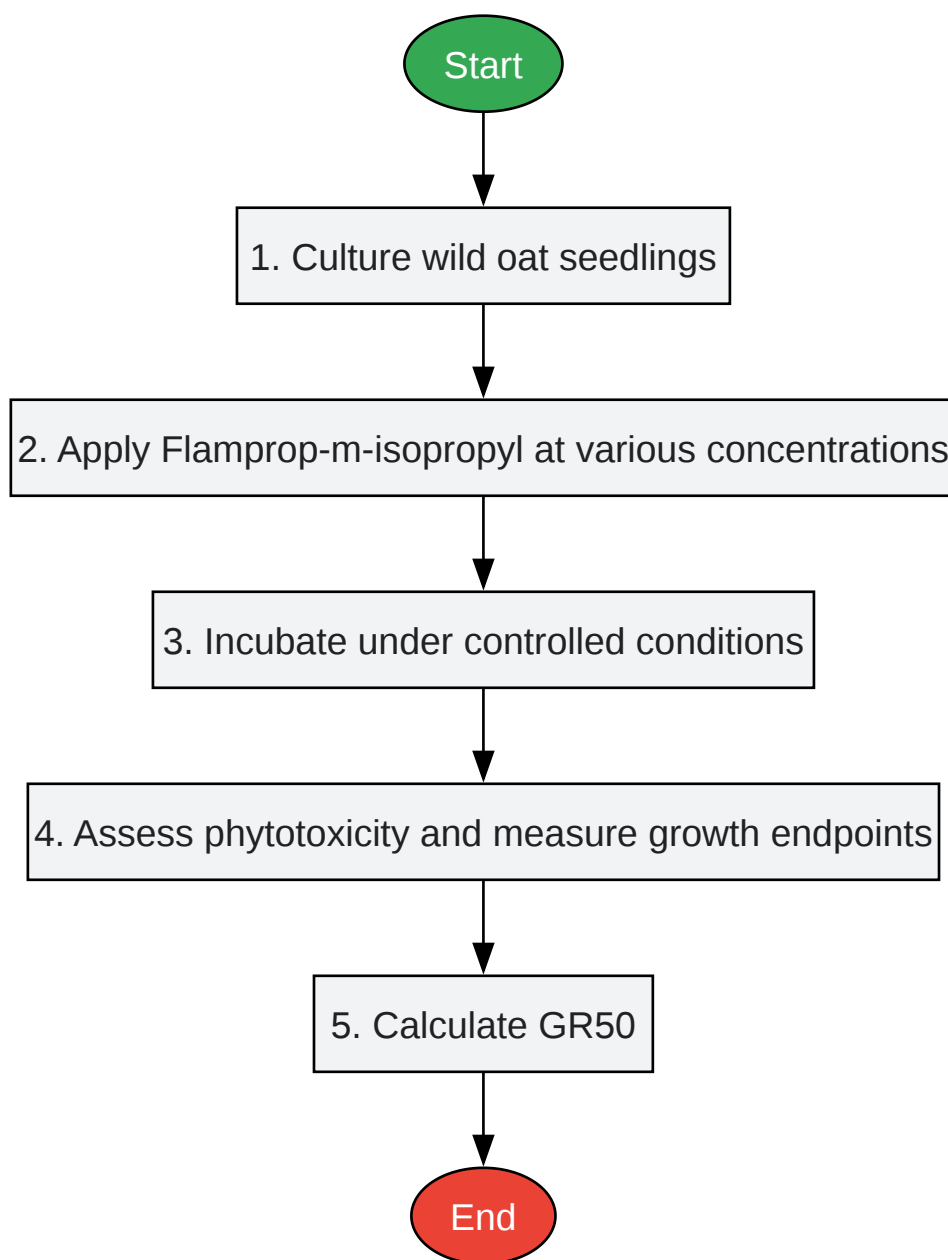 Start
1. Culture wild oat seedlings
2. Apply Flamprop-m-isopropyl at various concentrations
3. Incubate under controlled conditions
4. Assess phytotoxicity and measure growth endpoints
5. Calculate GR50
End